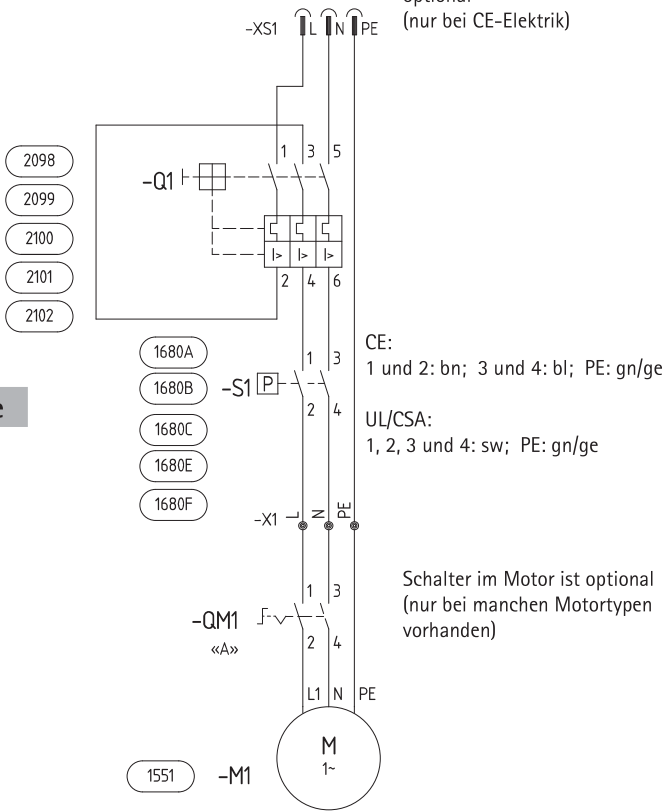 optional
(nur bei CE-Elektrik)
-XS1 L N PE
1 3 5
-Q1
2098
2099
2100
2101
2102
I> I> I>
2 4 6
CE:
1 und 2: bn; 3 und 4: bl; PE: gn/ge
UL/CSA:
1, 2, 3 und 4: sw; PE: gn/ge
1680A
1680B
1680C
1680E
1680F
1 3
-S1 P
2 4
e
-X1 L N PE
Schalter im Motor ist optional
(nur bei manchen Motortypen
vorhanden)
1 3
-QM1
«A»
2 4
L1 N PE
M
1~
1551 -M1